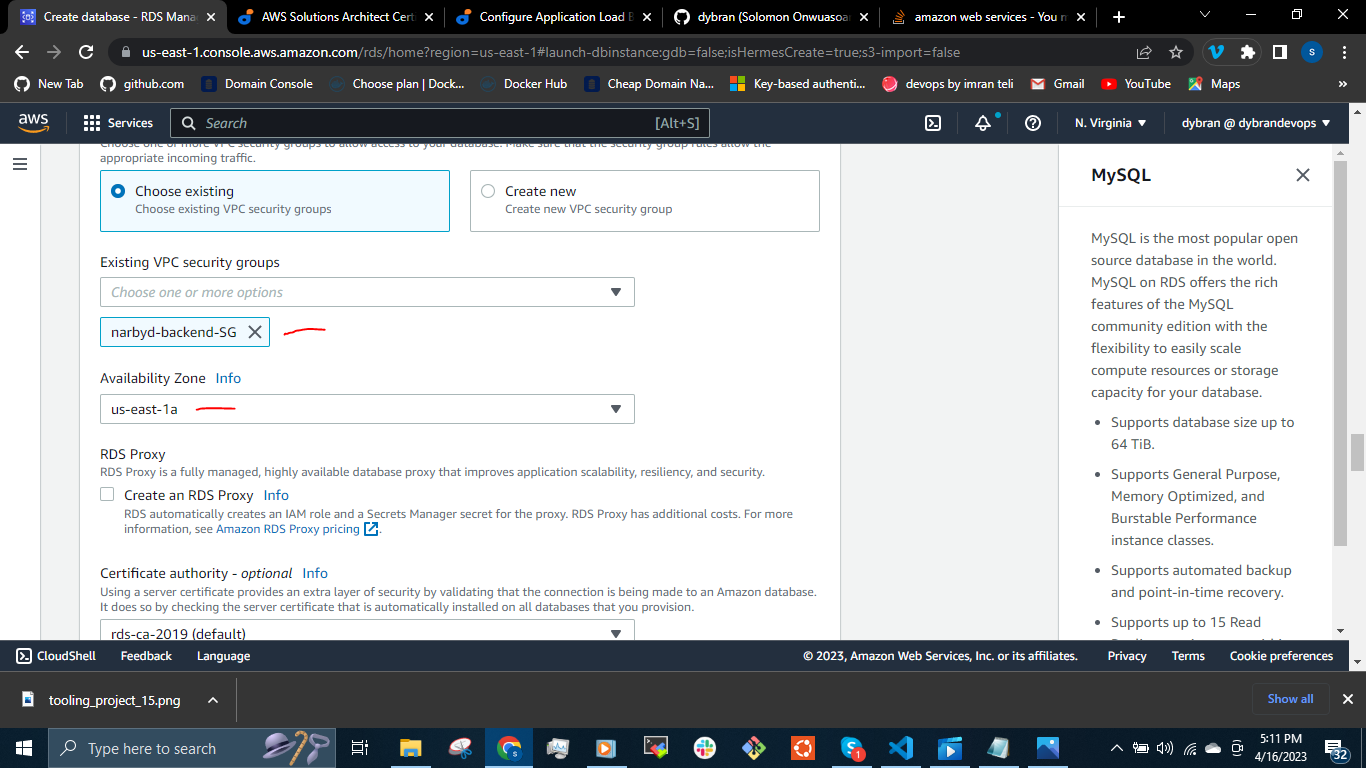 Create database - RDS Mana
AWS Solutions Architect Cert
Configure Application Load B
dybran (Solomon Onwuasoan
amazon web services - You n
us-east-1.console.aws.amazon.com/rds/home?region=us-east-1#launch-dbinstance:gdb=false;isHermesCreate=true;s3-import=false
S
New Tab
github.com
Domain Console
Choose plan | Dock...
Docker Hub
Cheap Domain Na...
Key-based authenti...
devops by imran teli
Gmail
YouTube
Maps
»
aws
Services
Search
[Alt+S]
N. Virginia
dybran @ dybrandevops
Choose one or more VPC security groups to allow access to your database. Make sure that the security group rules allow the
appropriate incoming traffic.
Choose existing
Choose existing VPC security groups
Create new
Create new VPC security group
Existing VPC security groups
Choose one or more options
narbyd-backend-SG
Availability Zone Info
us-east-1a
RDS Proxy
RDS Proxy is a fully managed, highly available database proxy that improves application scalability, resiliency, and security.
Create an RDS Proxy Info
RDS automatically creates an IAM role and a Secrets Manager secret for the proxy. RDS Proxy has additional costs. For more
information, see Amazon RDS Proxy pricing.
Certificate authority - optional Info
Using a server certificate provides an extra layer of security by validating that the connection is being made to an Amazon database.
It does so by checking the server certificate that is automatically installed on all databases that you provision.
rds-ca-2019 (default)
MySQL
MySQL is the most popular open
source database in the world.
MySQL on RDS offers the rich
features of the MySQL
community edition with the
flexibility to easily scale
compute resources or storage
capacity for your database.
• Supports database size up to
64 TiB.
• Supports General Purpose,
Memory Optimized, and
Burstable Performance
instance classes.
• Supports automated backup
and point-in-time recovery.
• Supports up to 15 Read
CloudShell
Feedback
Language
© 2023, Amazon Web Services, Inc. or its affiliates.
Privacy
Terms
Cookie preferences
tooling_project_15.png
Show all
Type here to search
1
5:11 PM
4/16/2023
32